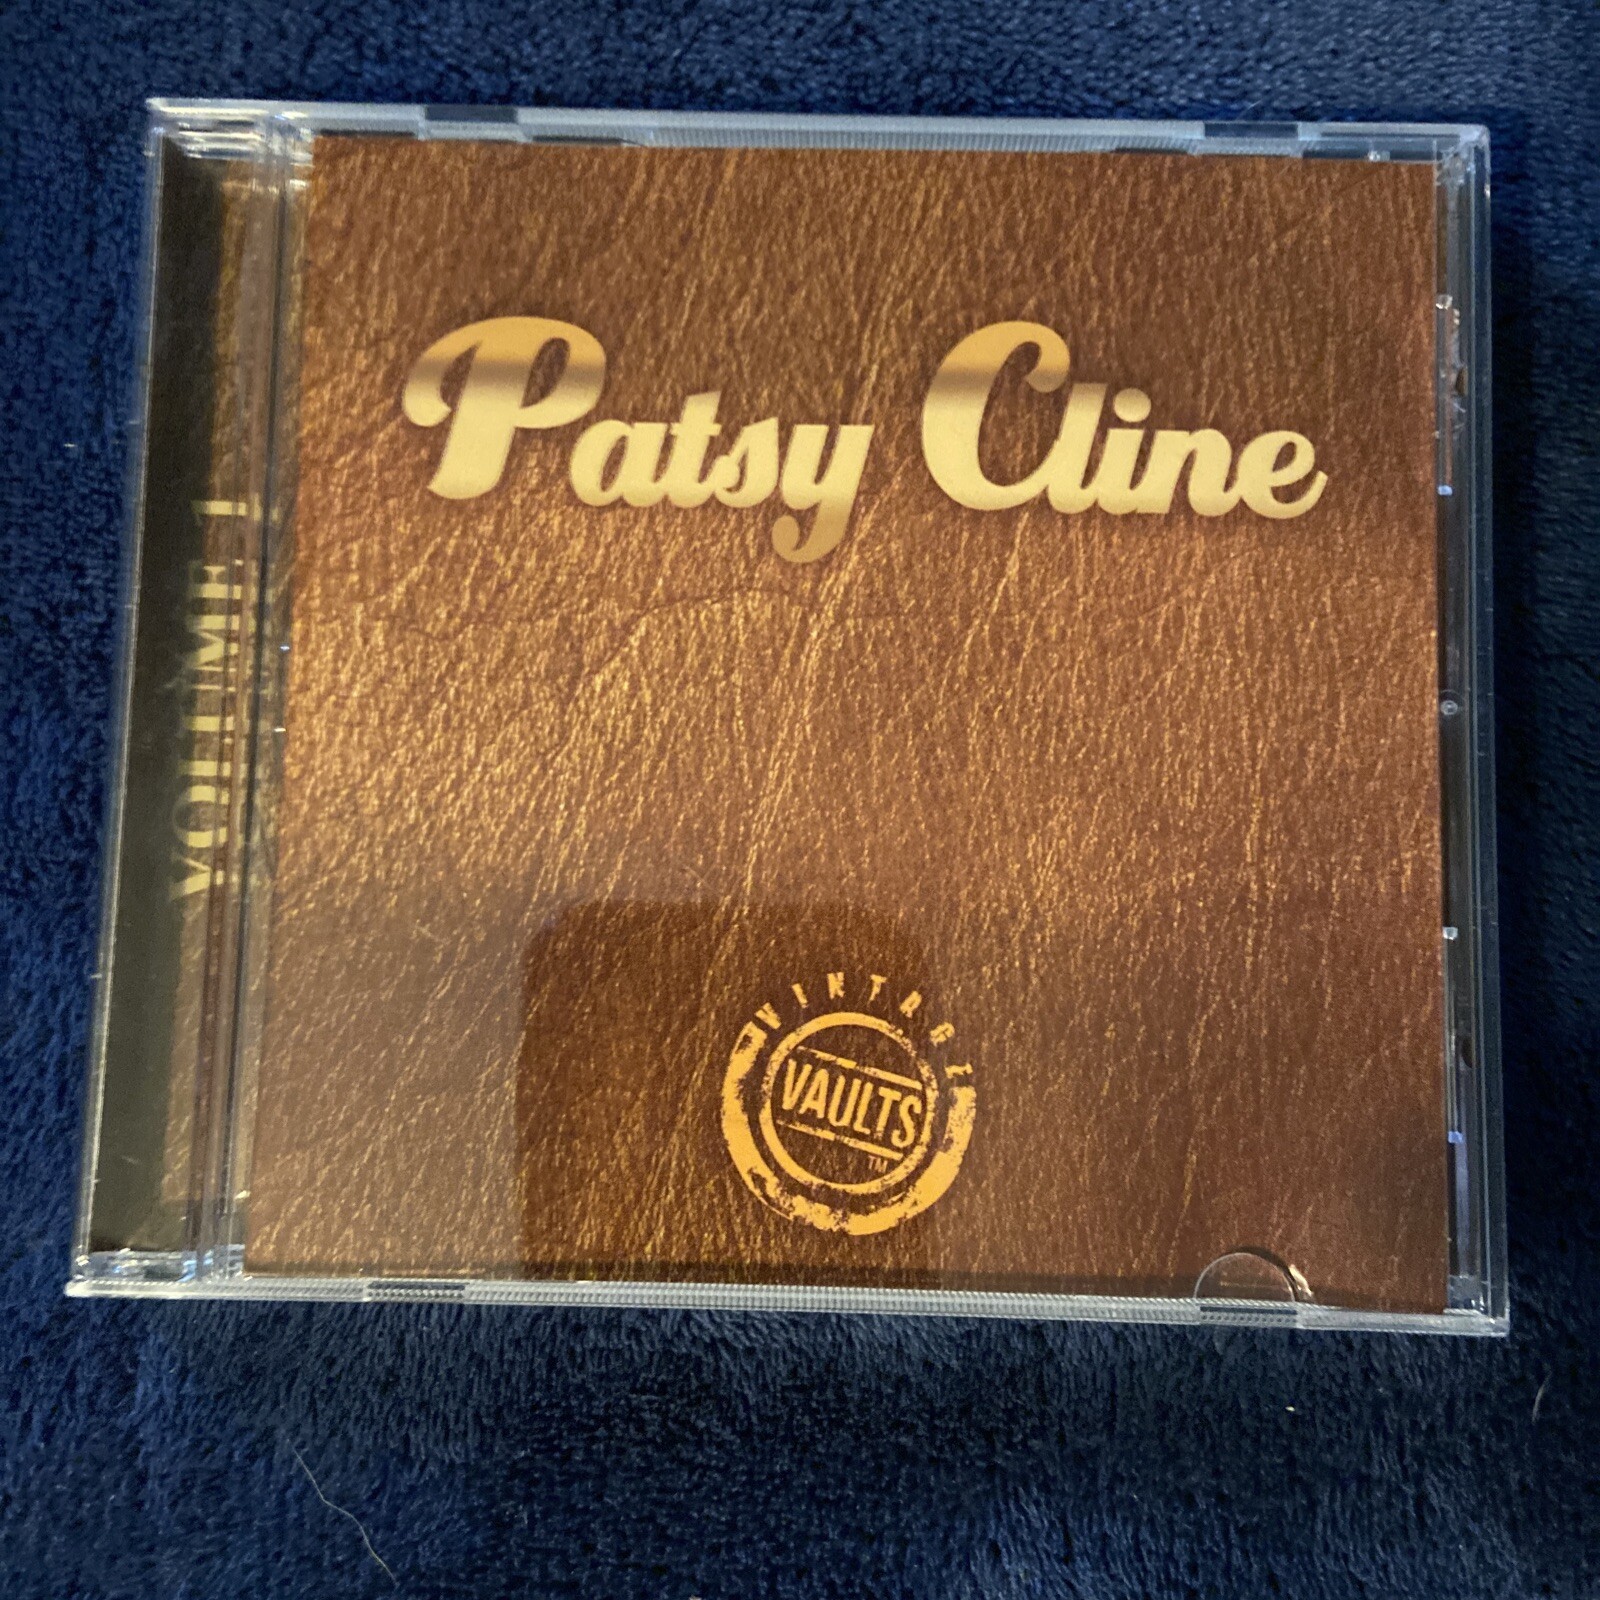 Patsy Cline
VOLUME 1
VINTAGE
VAULTS
TM